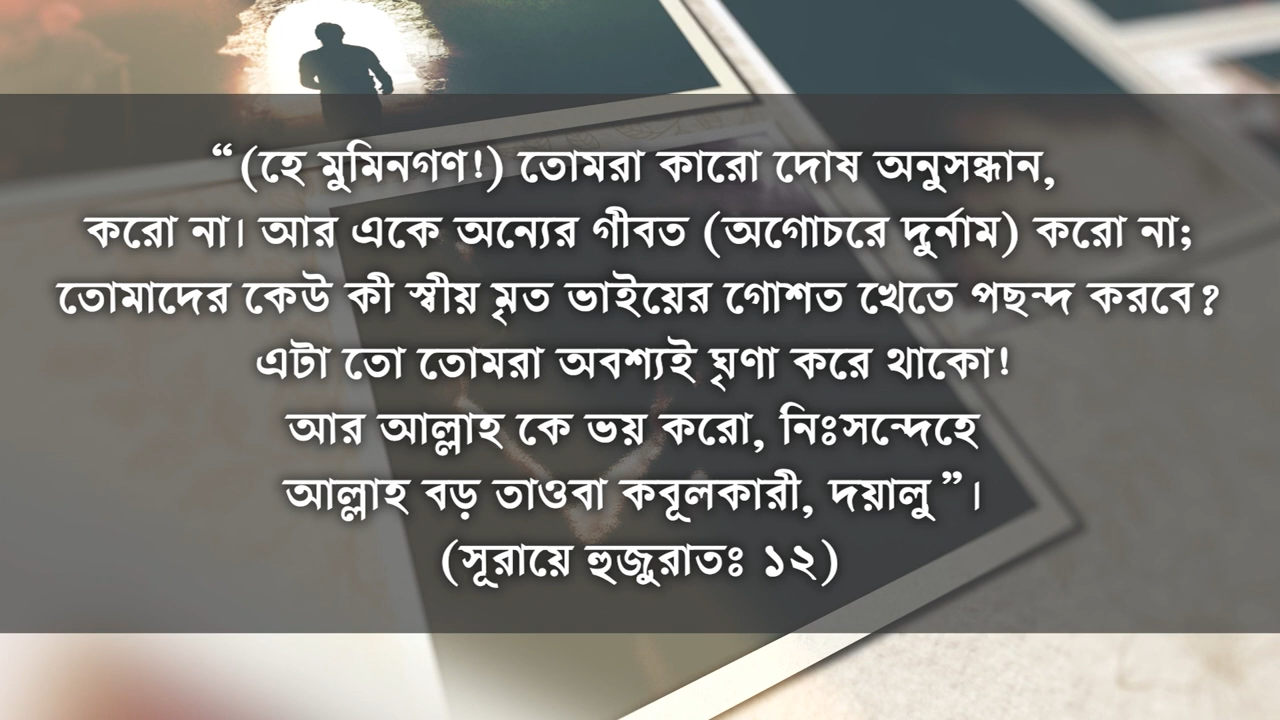 “(হে মুমিনগণ!) তোমরা কারো দোষ অনুসন্ধান,
করো না। আর একে অন্যের গীবত (অগোচরে দুর্নাম) করো না;
তোমাদের কেউ কী স্বীয় মৃত ভাইয়ের গোশত খেতে পছন্দ করবে?
এটা তো তোমরা অবশ্যই ঘৃণা করে থাকো!
আর আল্লাহ কে ভয় করো, নিঃসন্দেহে
আল্লাহ বড় তাওবা কবূলকারী, দয়ালু”।
(সূরায়ে হুজুরাতঃ ১২)